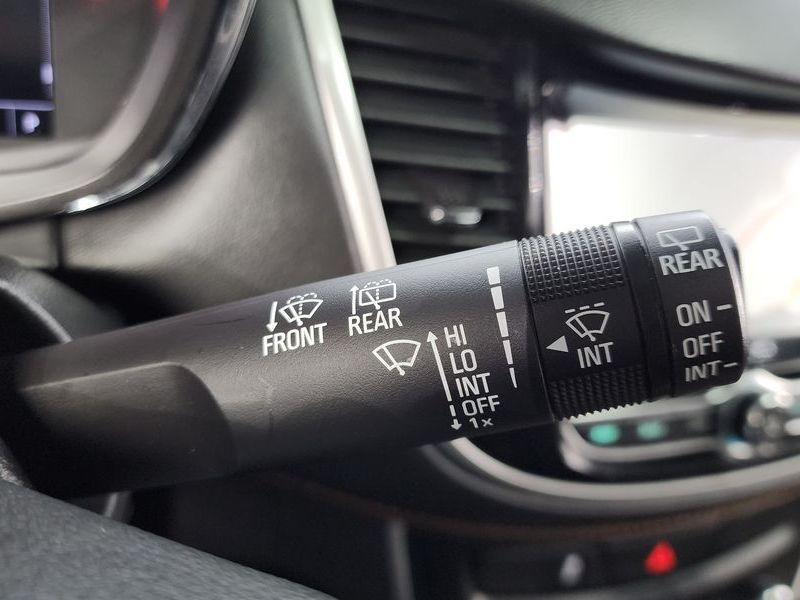 FRONT
REAR
HI
LO
INT
OFF
1x
INT
REAR
ON
OFF
INT